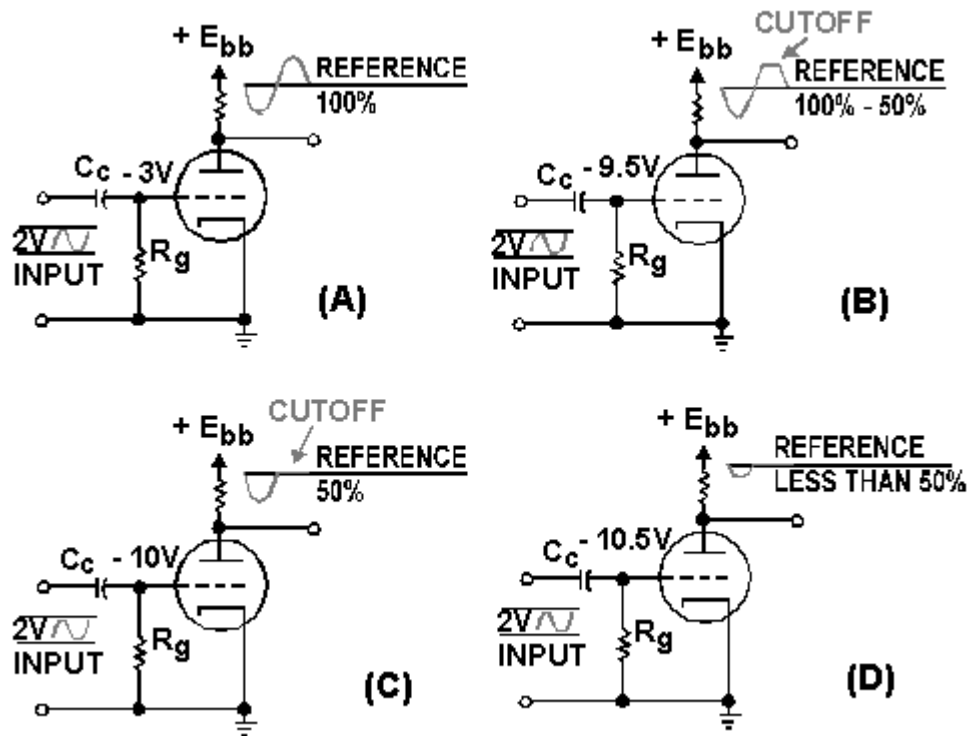 + Ebb
REFERENCE
100%
Cc - 3V
2V
INPUT
Rg
(A)
CUTOFF
+ Ebb
REFERENCE
100% - 50%
Cc - 9.5V
2V
INPUT
Rg
(B)
CUTOFF
+ Ebb
REFERENCE
50%
Cc - 10V
2V
INPUT
Rg
(C)
+ Ebb
REFERENCE
LESS THAN 50%
Cc - 10.5V
2V
INPUT
Rg
(D)